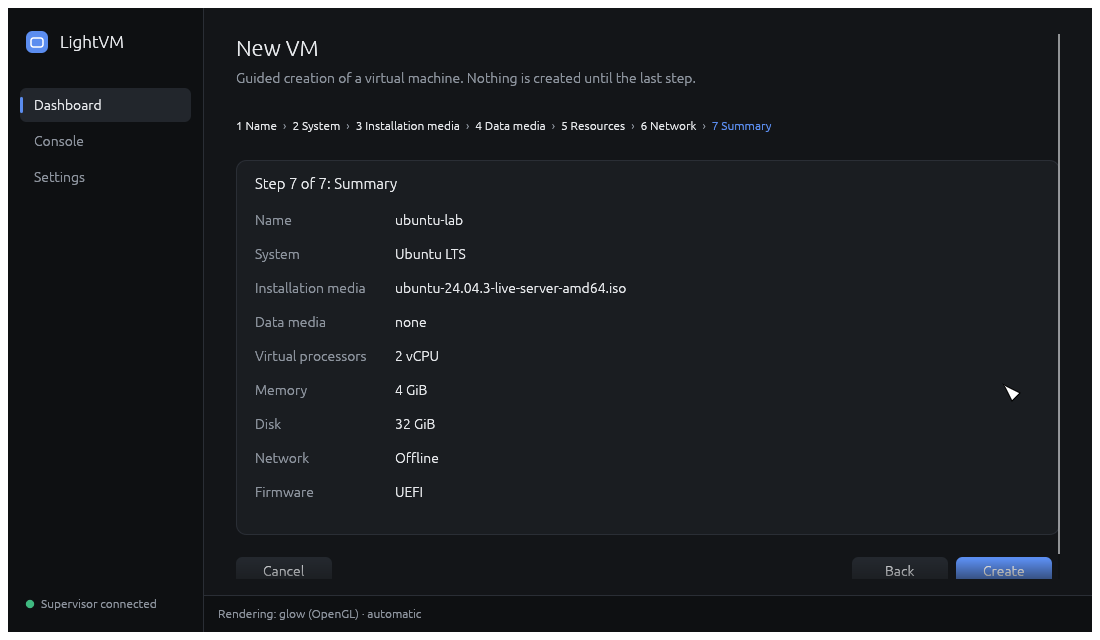 LightVM
Dashboard
Console
Settings
Supervisor connected
New VM
Guided creation of a virtual machine. Nothing is created until the last step.
1 Name › 2 System › 3 Installation media › 4 Data media › 5 Resources › 6 Network › 7 Summary
Step 7 of 7: Summary
Name ubuntu-lab
System Ubuntu LTS
Installation media ubuntu-24.04.3-live-server-amd64.iso
Data media none
Virtual processors 2 vCPU
Memory 4 GiB
Disk 32 GiB
Network Offline
Firmware UEFI
Cancel Back Create
Rendering: glow (OpenGL) · automatic